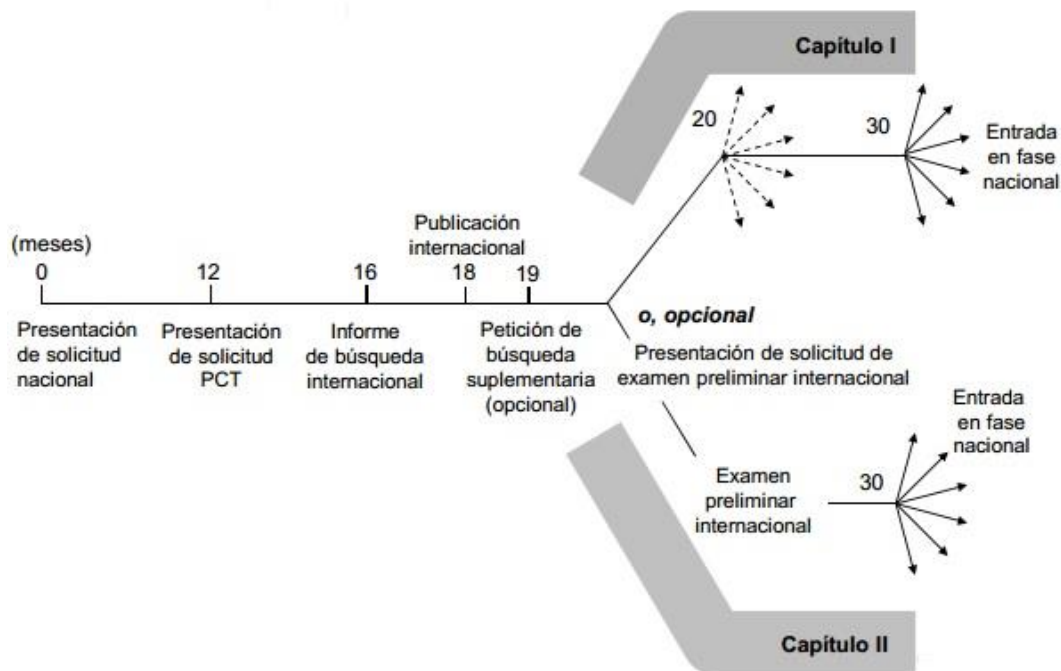 Capítulo I
20
30
Entrada
en fase
nacional
Publicación
internacional
(meses)
0
12
16
18
19
Presentación
de solicitud
nacional
Presentación
de solicitud
PCT
Informe
de búsqueda
internacional
Petición de
búsqueda
suplementaria
(opcional)
o, opcional
Presentación de solicitud de
examen preliminar internacional
Entrada
en fase
nacional
Examen
preliminar
internacional
30
Capítulo II